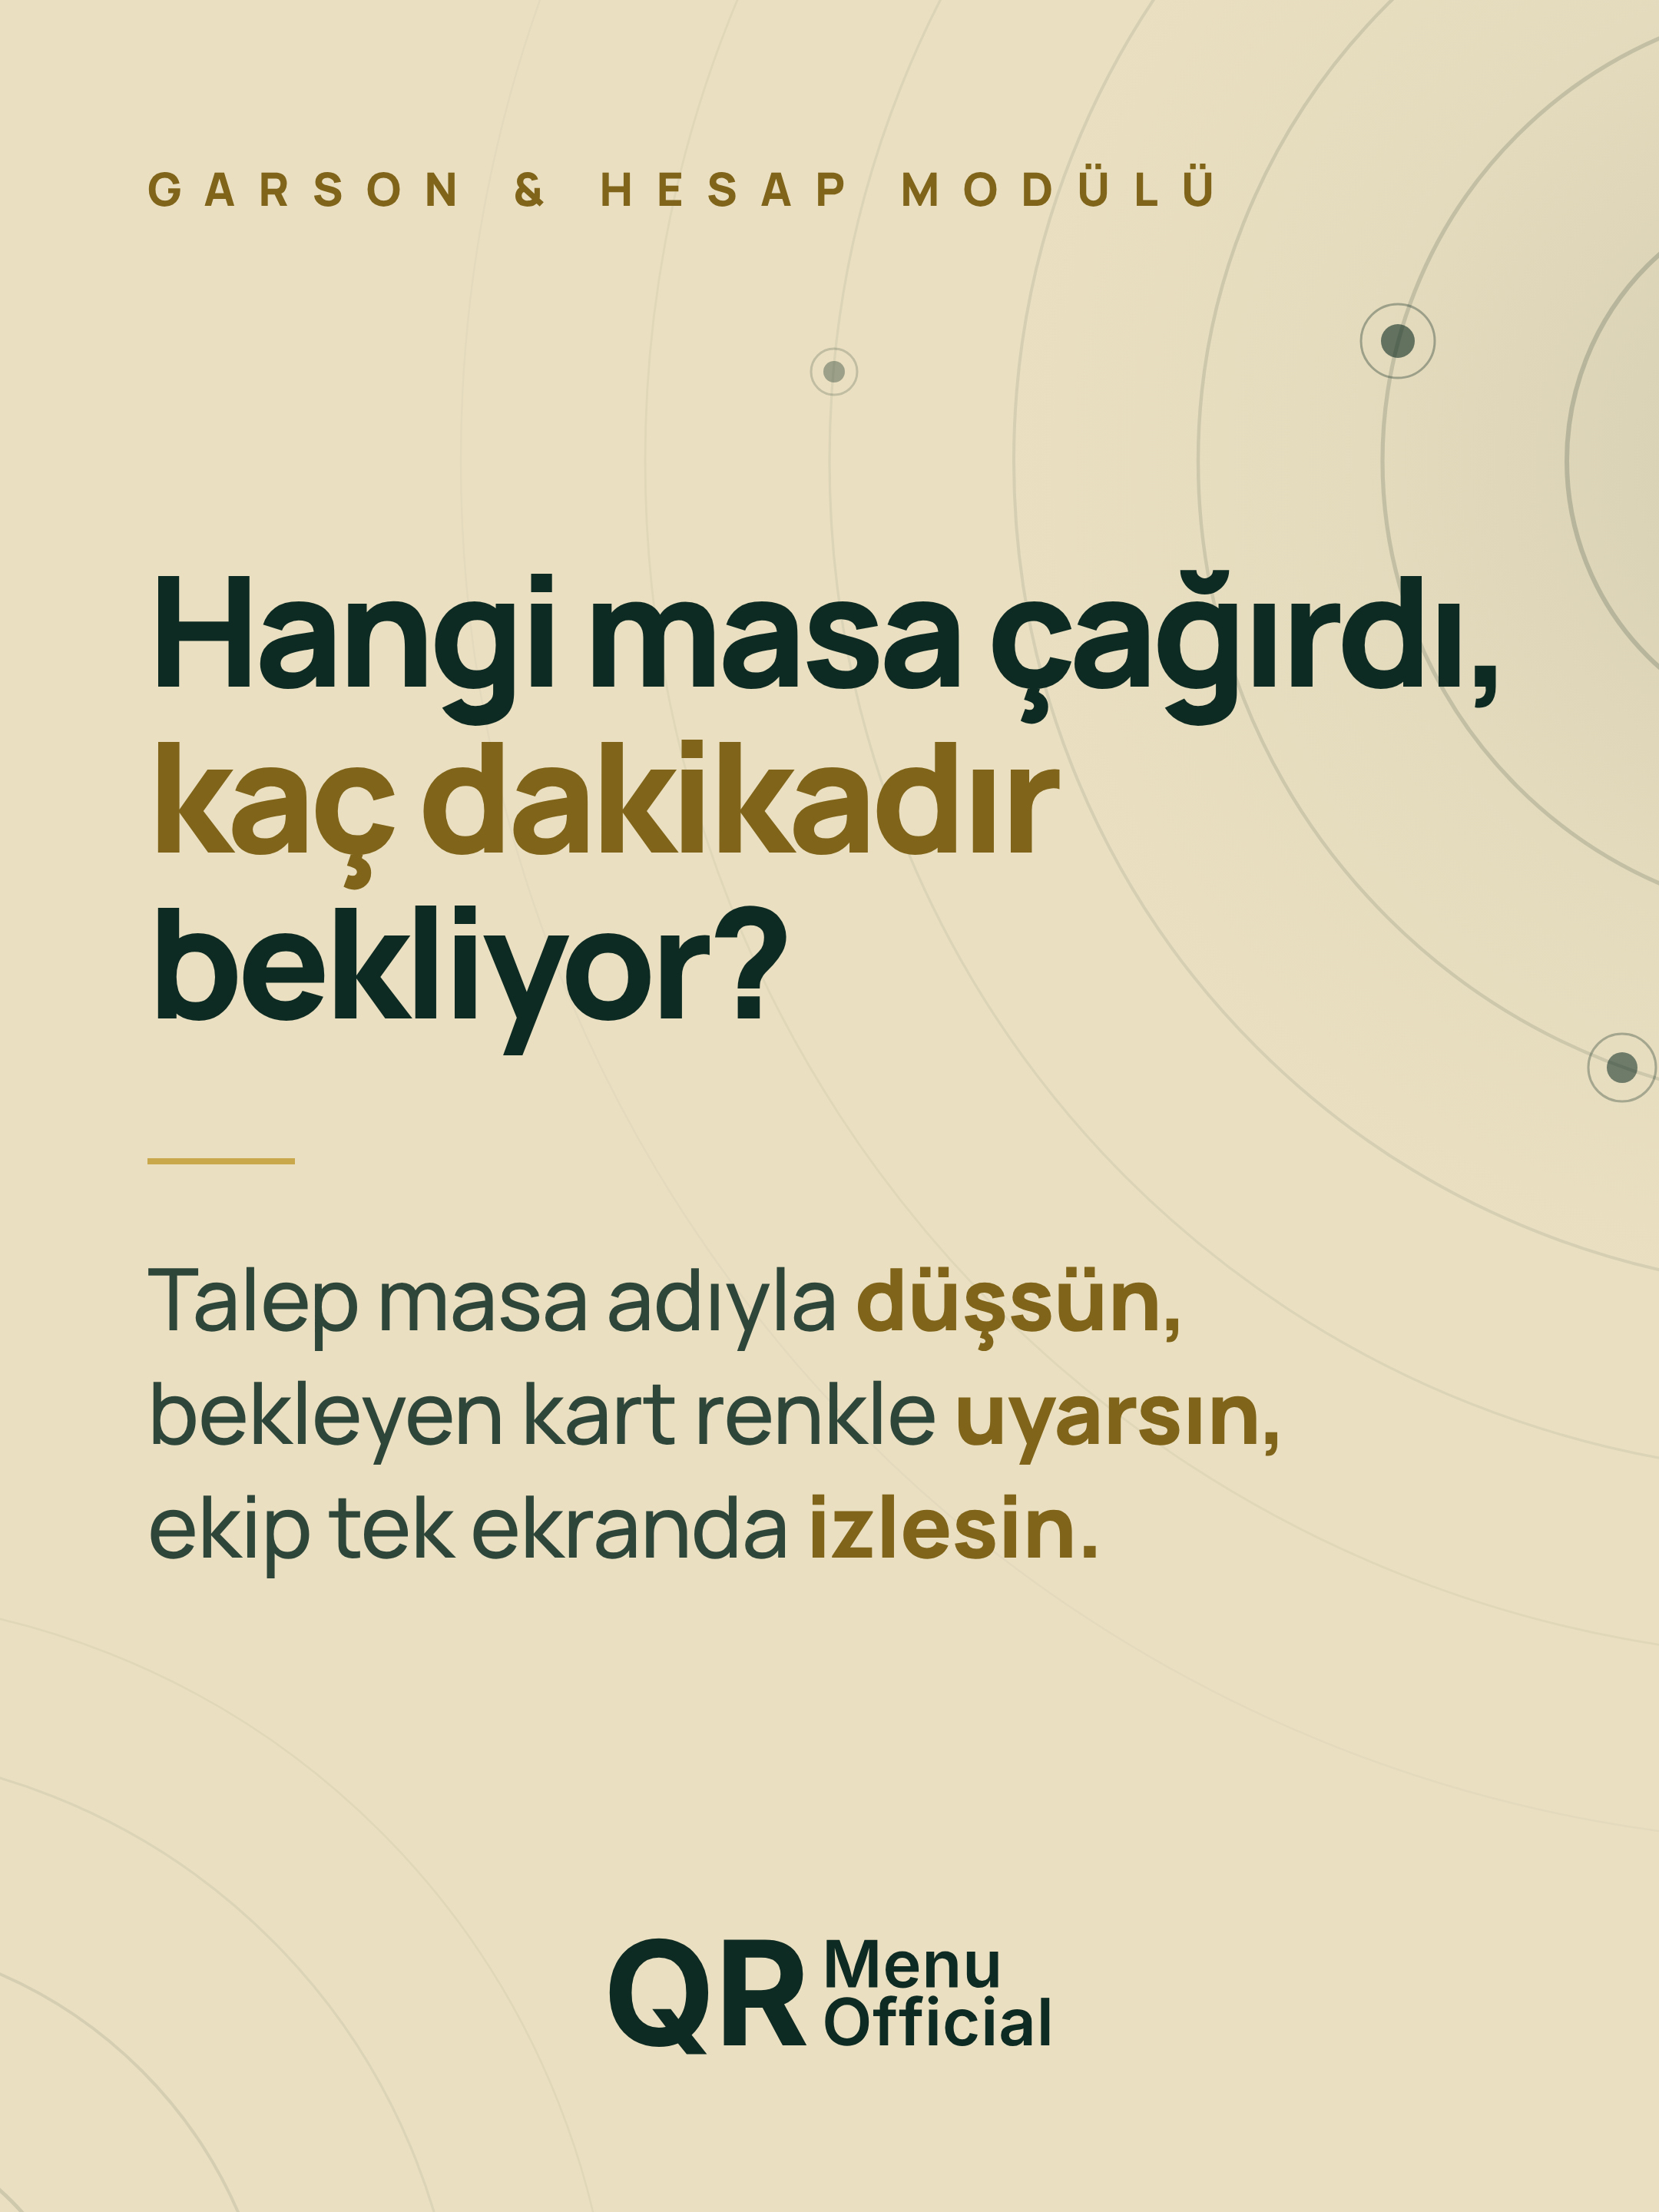 GARSON & HESAP MODÜLÜ
Hangi masa çağırdı,
kaç dakikadır
bekliyor?
Talep masa adıyla düşsün,
bekleyen kart renkle uyarsın,
ekip tek ekranda izlesin.
QR Menu
Official